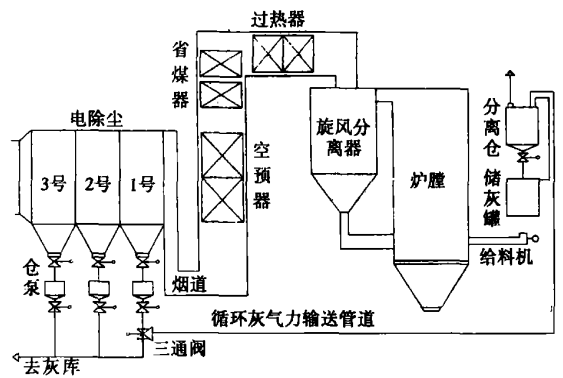 过热器
省煤器
电除尘
旋风分
离器
分离仓
空预器
3号
2号
1号
炉膛
储灰罐
给料机
仓泵
烟道
循环灰气力输送管道
三通阀
去灰库